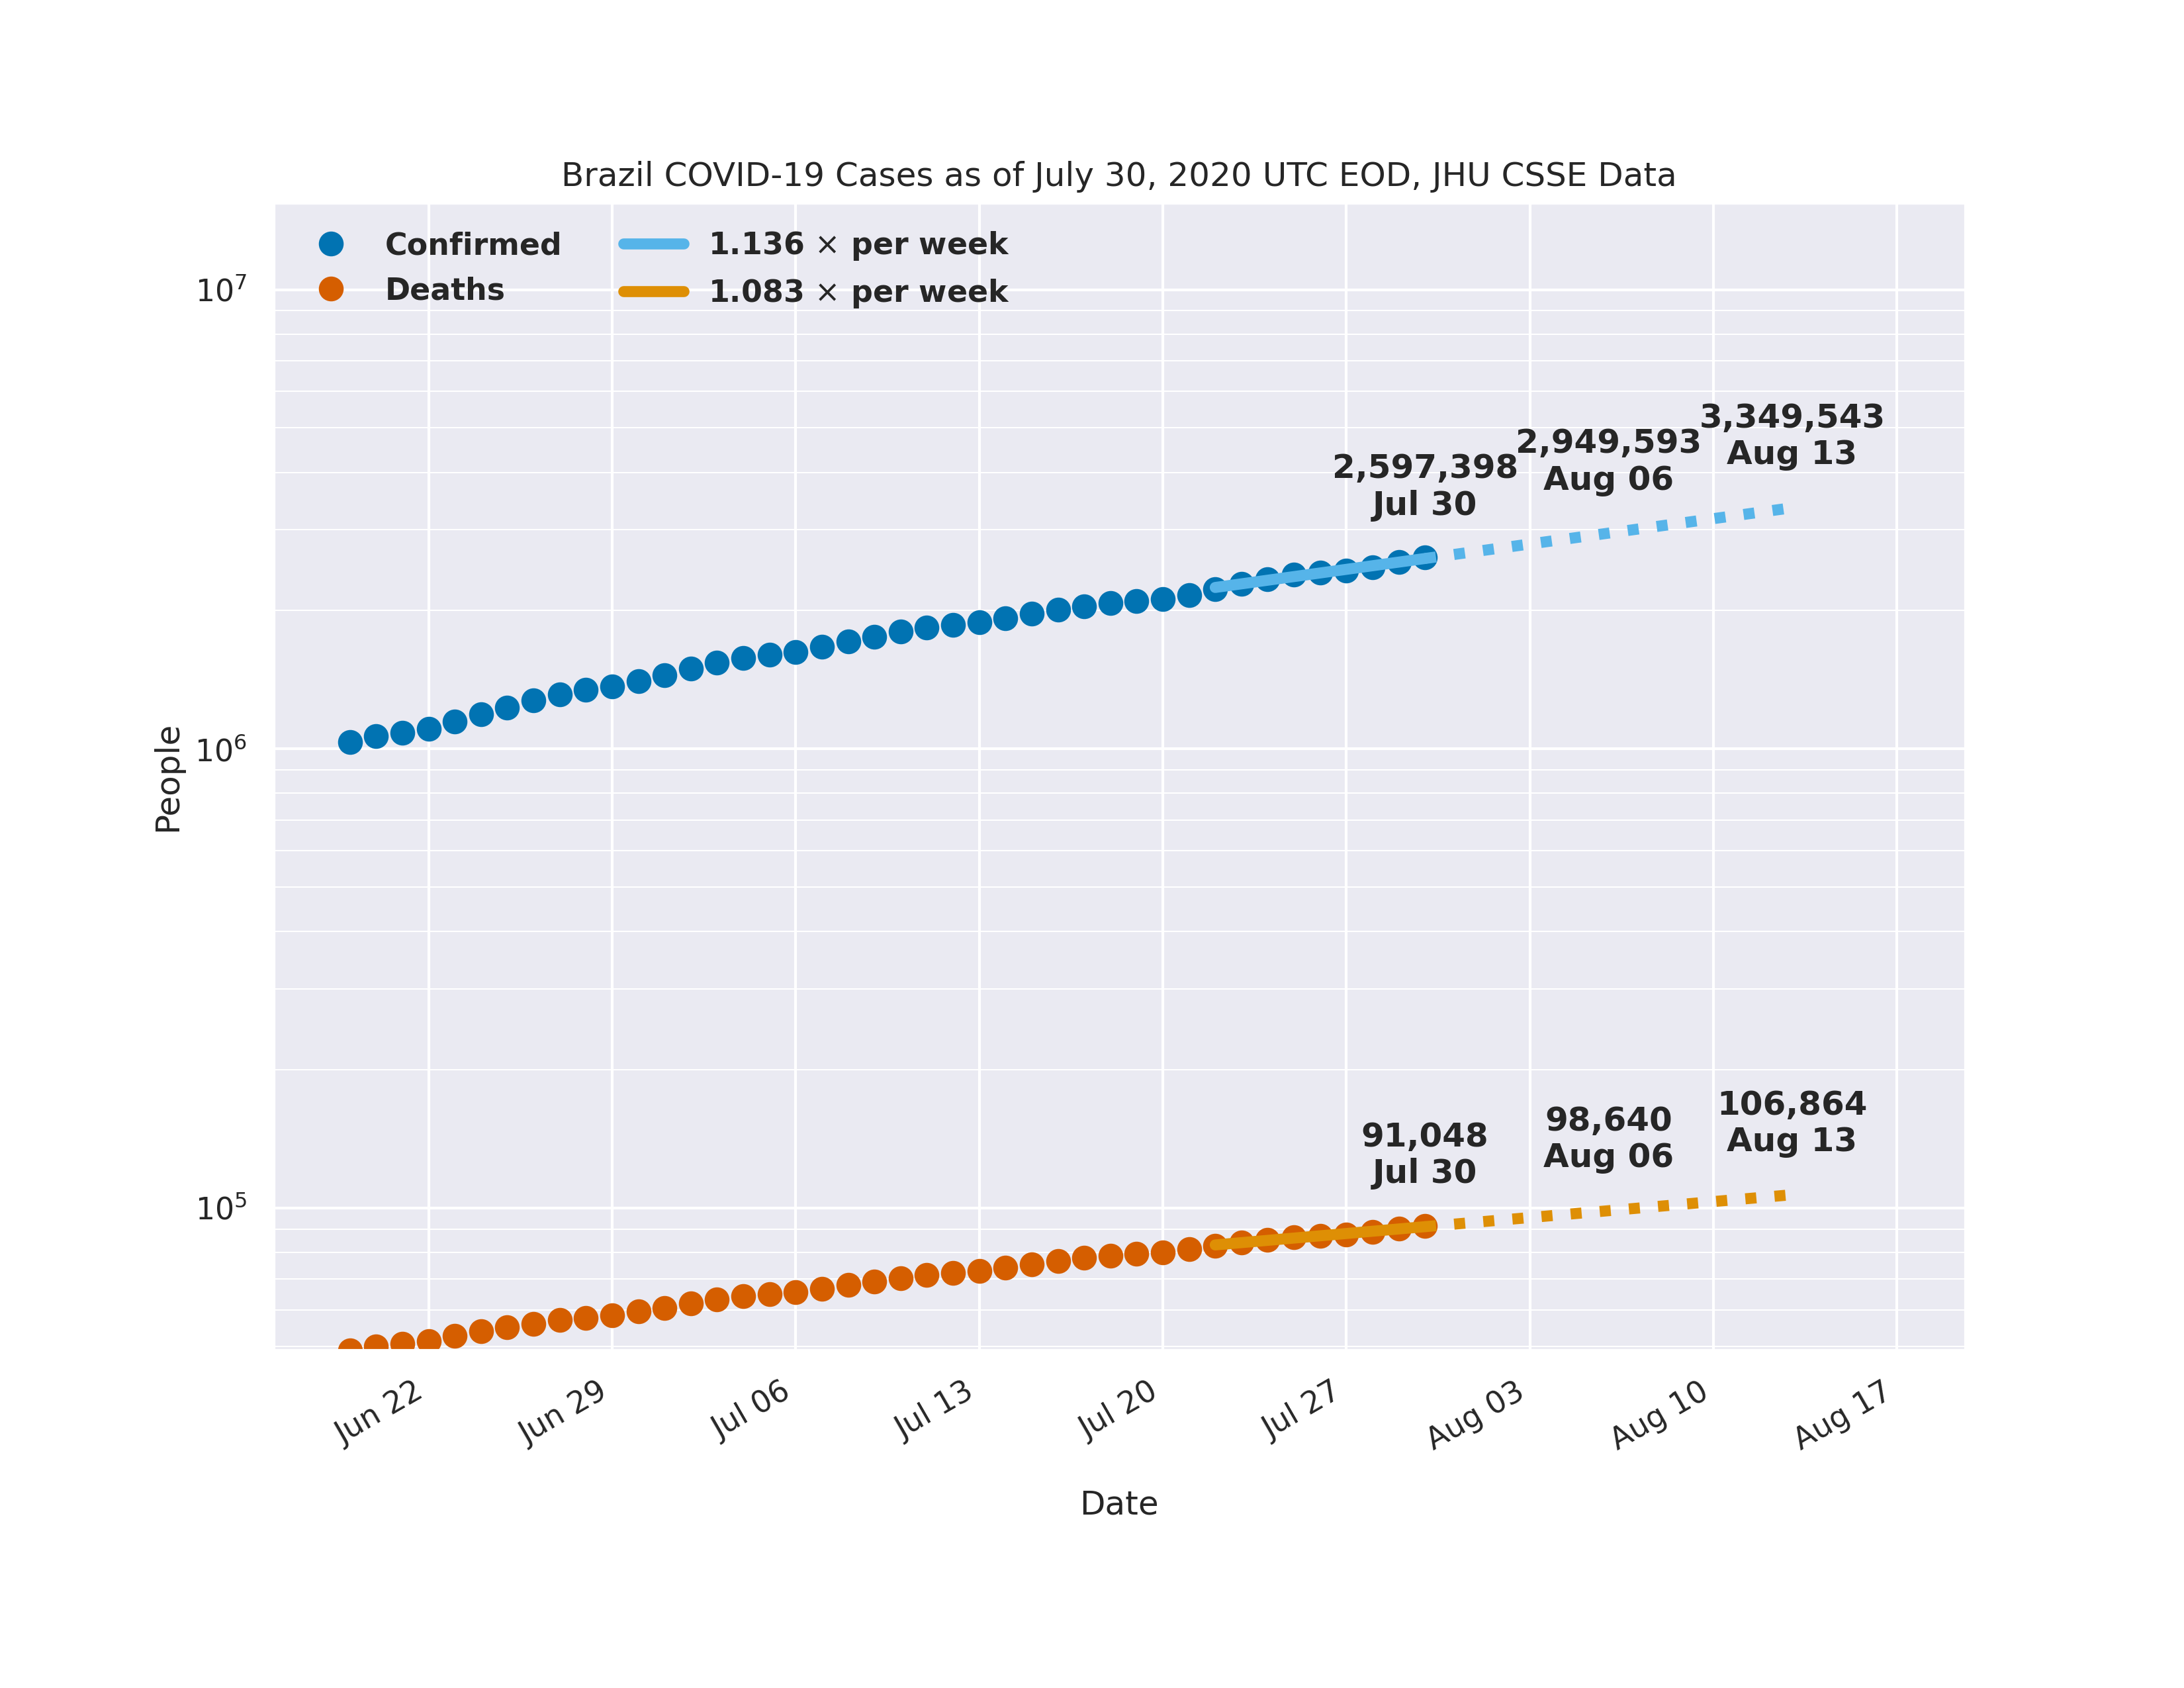 Brazil COVID-19 Cases as of July 30, 2020 UTC EOD, JHU CSSE Data
Confirmed
Deaths
1.136 × per week
1.083 × per week
10⁷
10⁶
10⁵
People
2,597,398
Jul 30
2,949,593
Aug 06
3,349,543
Aug 13
91,048
Jul 30
98,640
Aug 06
106,864
Aug 13
Jun 22
Jun 29
Jul 06
Jul 13
Jul 20
Jul 27
Aug 03
Aug 10
Aug 17
Date